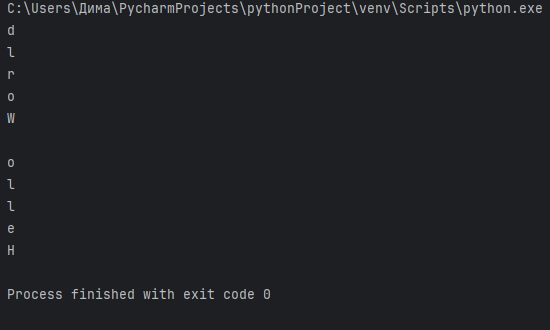 C:\Users\Дима\PycharmProjects\pythonProject\venv\Scripts\python.exe
d
l
r
o
W

o
l
l
e
H

Process finished with exit code 0